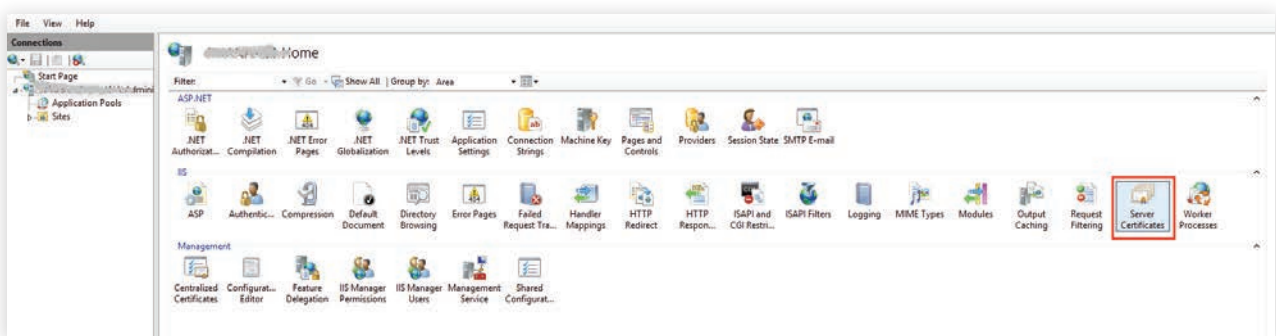 File View Help
Connections
Home
Start Page
Application Pools
Sites
Filter: Go Show All Group by: Area
ASP.NET
.NET Authorizat... .NET Compilation .NET Error Pages .NET Globalization .NET Trust Levels Application Settings Connection Strings Machine Key Pages and Controls Providers Session State SMTP E-mail
IIS
ASP Authentic... Compression Default Document Directory Browsing Error Pages Failed Request Tra... Handler Mappings HTTP Redirect HTTP Respon... ISAPI and CGI Restri... ISAPI Filters Logging MIME Types Modules Output Caching Request Filtering Server Certificates Worker Processes
Management
Centralized Certificates Configurat... Editor Feature Delegation IIS Manager Permissions IIS Manager Users Management Service Shared Configurat...